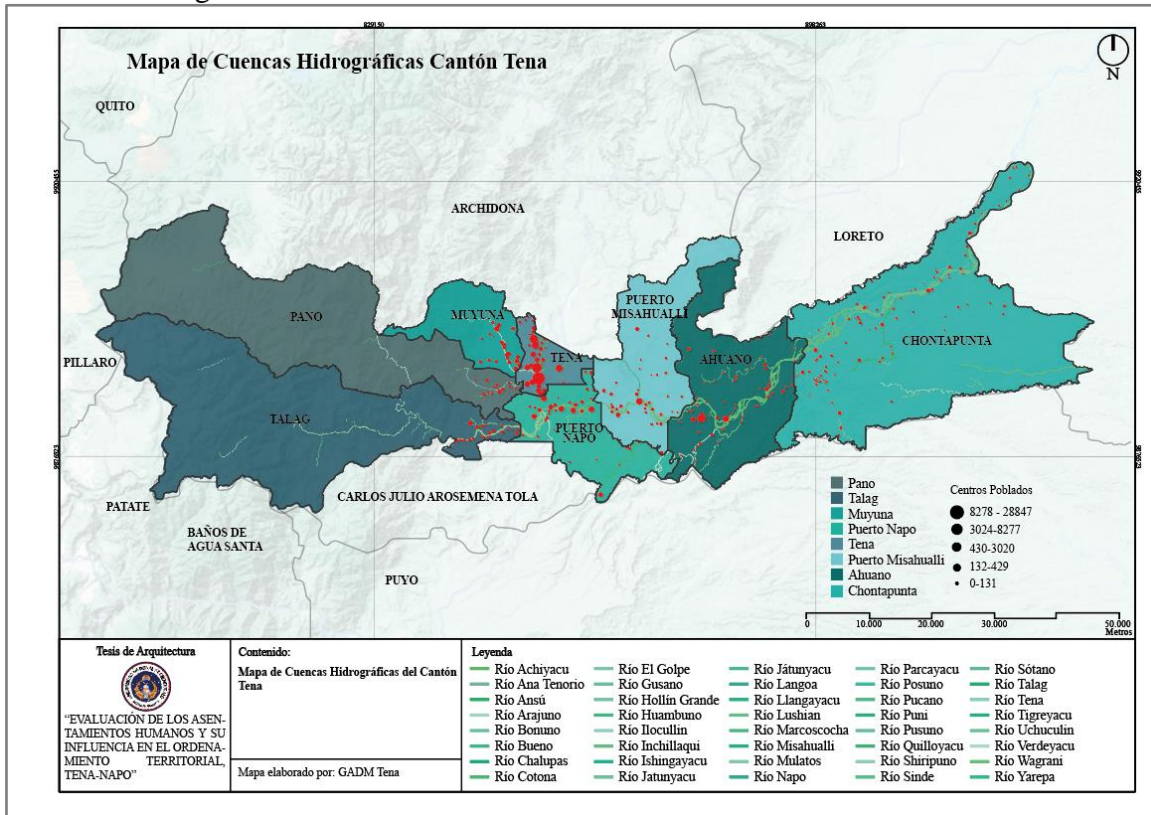 829150
898263
Mapa de Cuencas Hidrográficas Cantón Tena
N
QUITO
ARCHIDONA
LORETO
PUERTO
MISAHUALLÍ
PANO
MUYUNA
TENA
AHUANO
CHONTAPUNTA
PILLARO
TALAG
PUERTO
NAPO
CARLOS JULIO AROSEMENA TOLA
PATATE
BAÑOS DE
AGUA SANTA
PUYO
Pano
Talag
Muyuna
Puerto Napo
Tena
Puerto Misahualli
Ahuano
Chontapunta
Centros Poblados
8278 - 28847
3024-8277
430-3020
132-429
0-131
0 10.000 20.000 30.000 50.000
Metros
Tesis de Arquitectura
"EVALUACIÓN DE LOS ASEN-
TAMIENTOS HUMANOS Y SU
INFLUENCIA EN EL ORDENA-
MIENTO TERRITORIAL,
TENA-NAPO"
Contenido:
Mapa de Cuencas Hidrográficas del Cantón
Tena
Mapa elaborado por: GADM Tena
Leyenda
Río Achiyacu
Río Ana Tenorio
Río Ansú
Río Arajuno
Río Bonuno
Río Bueno
Río Chalupas
Río Cotona
Río El Golpe
Río Gusano
Río Hollín Grande
Río Huambuno
Río Ilocullin
Río Inchillaqui
Río Ishingayacu
Río Jatunyacu
Río Játunyacu
Río Langoa
Río Llangayacu
Río Lushian
Río Marcoscocha
Río Misahualli
Río Mulatos
Río Napo
Río Parcayacu
Río Posuno
Río Pucano
Río Puni
Río Pusuno
Río Quilloyacu
Río Shiripuno
Río Sinde
Río Sótano
Río Talag
Río Tena
Río Tigreyacu
Río Uchuculin
Río Verdeyacu
Río Wagrani
Río Yarepa